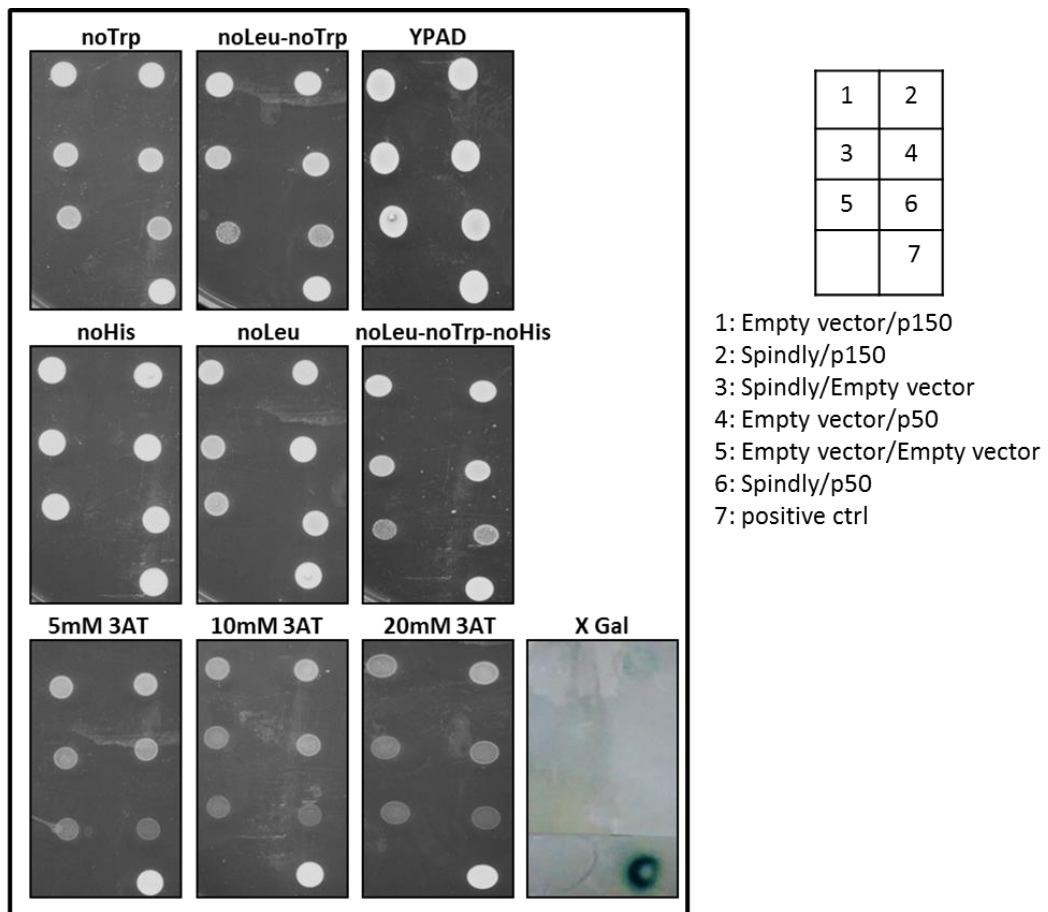 noTrp noLeu-noTrp YPAD
noHis noLeu noLeu-noTrp-noHis
5mM 3AT 10mM 3AT 20mM 3AT X Gal
1 2
3 4
5 6
7
1: Empty vector/p150
2: Spindly/p150
3: Spindly/Empty vector
4: Empty vector/p50
5: Empty vector/Empty vector
6: Spindly/p50
7: positive ctrl